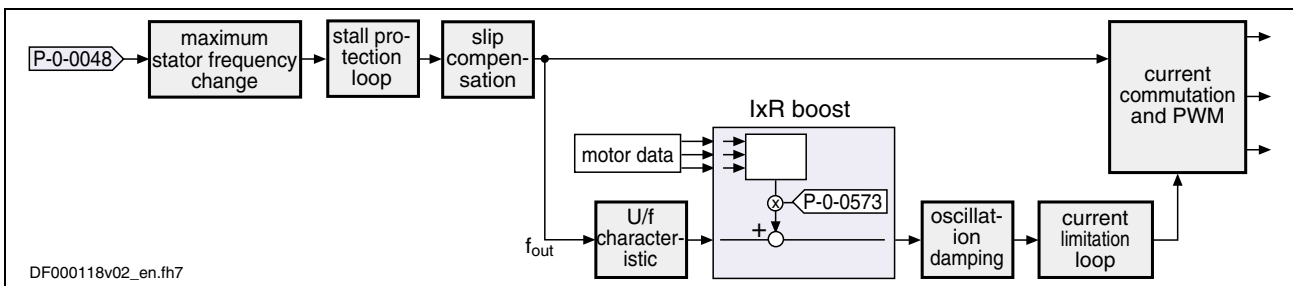 P-0-0048
maximum
stator frequency
change
stall pro-
tection
loop
slip
compen-
sation
current
commutation
and PWM
IxR boost
motor data
x
P-0-0573
+
f_out
U/f
character-
istic
oscillat-
ion
damping
current
limitation
loop
DF000118v02_en.fh7